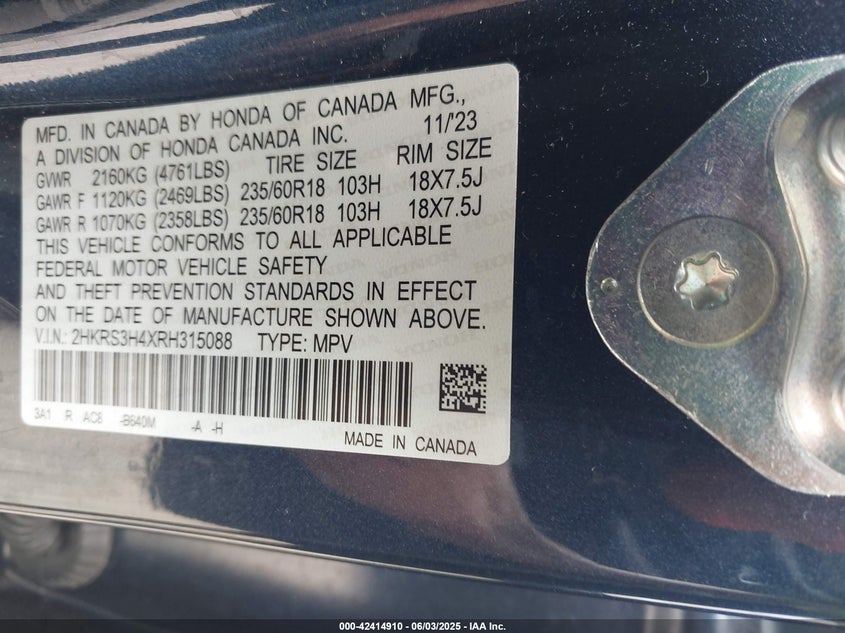 MFD. IN CANADA BY HONDA OF CANADA MFG.,
A DIVISION OF HONDA CANADA INC. 11/'23
GVWR 2160KG (4761LBS) TIRE SIZE RIM SIZE
GAWR F 1120KG (2469LBS) 235/60R18 103H 18X7.5J
GAWR R 1070KG (2358LBS) 235/60R18 103H 18X7.5J
THIS VEHICLE CONFORMS TO ALL APPLICABLE
FEDERAL MOTOR VEHICLE SAFETY
AND THEFT PREVENTION STANDARDS IN EFFECT
ON THE DATE OF MANUFACTURE SHOWN ABOVE.
V.I.N.: 2HKRS3H4XRH315088 TYPE: MPV
3A1 R AC8 -B640M -A -H
MADE IN CANADA
000-42414910 | 06/03/2025 - IAA Inc.